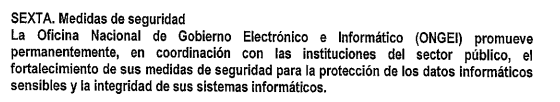 SEXTA. Medidas de seguridad
La Oficina Nacional de Gobierno Electrónico e Informático (ONGEI) promueve
permanentemente, en coordinación con las instituciones del sector público, el
fortalecimiento de sus medidas de seguridad para la protección de los datos informáticos
sensibles y la integridad de sus sistemas informáticos.